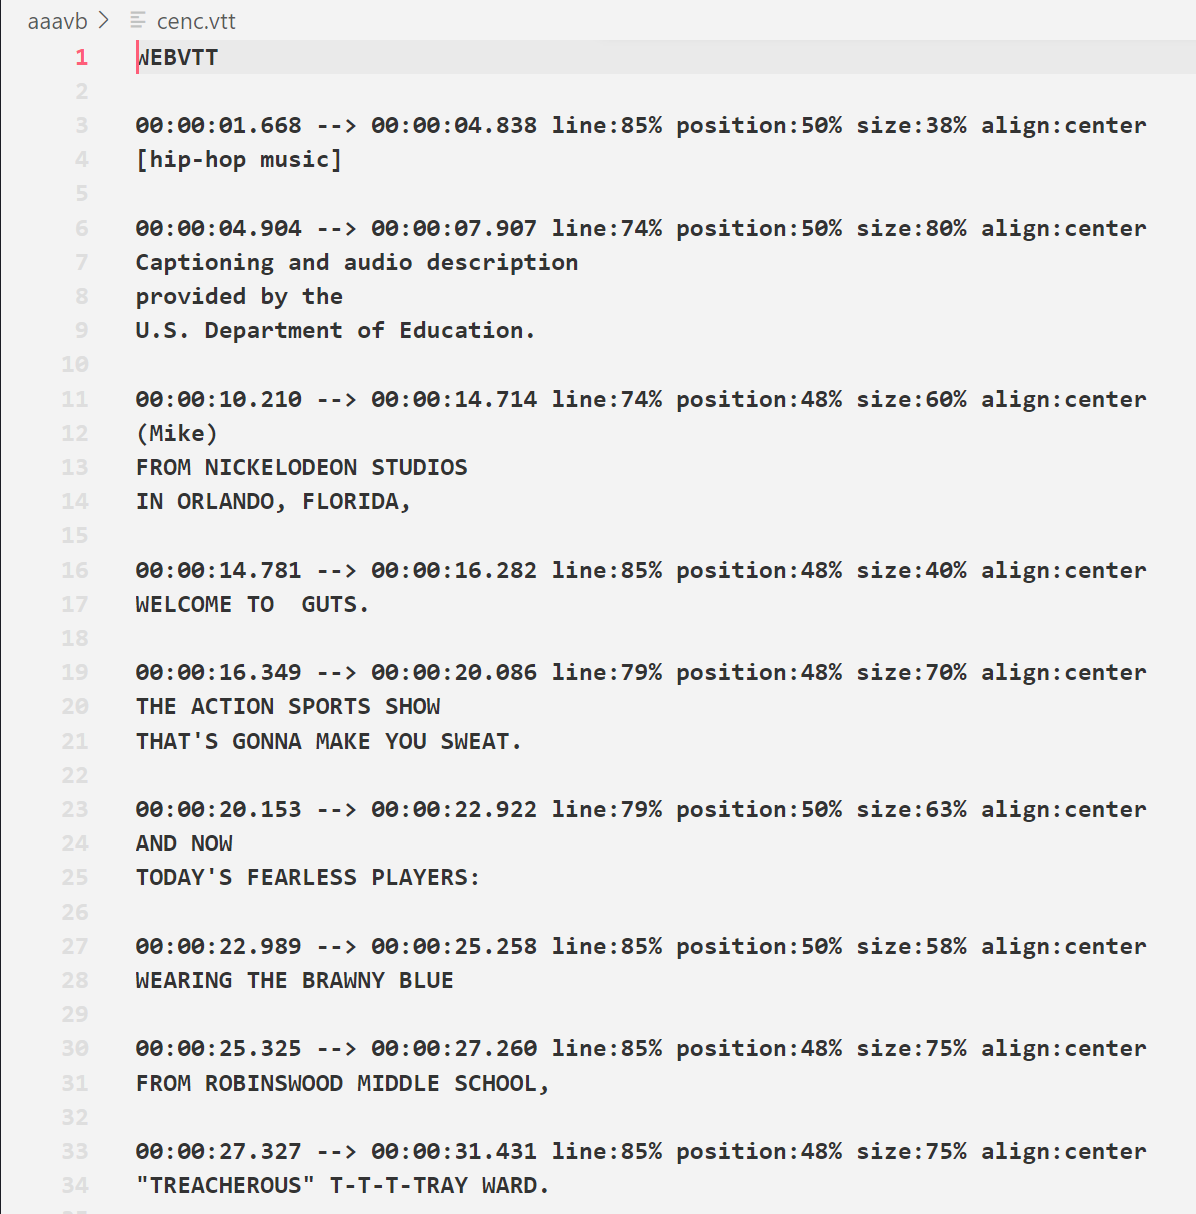 aaavb > cenc.vtt
1 WEBVTT
2
3 00:00:01.668 --> 00:00:04.838 line:85% position:50% size:38% align:center
4 [hip-hop music]
5
6 00:00:04.904 --> 00:00:07.907 line:74% position:50% size:80% align:center
7 Captioning and audio description
8 provided by the
9 U.S. Department of Education.
10
11 00:00:10.210 --> 00:00:14.714 line:74% position:48% size:60% align:center
12 (Mike)
13 FROM NICKELODEON STUDIOS
14 IN ORLANDO, FLORIDA,
15
16 00:00:14.781 --> 00:00:16.282 line:85% position:48% size:40% align:center
17 WELCOME TO  GUTS.
18
19 00:00:16.349 --> 00:00:20.086 line:79% position:48% size:70% align:center
20 THE ACTION SPORTS SHOW
21 THAT'S GONNA MAKE YOU SWEAT.
22
23 00:00:20.153 --> 00:00:22.922 line:79% position:50% size:63% align:center
24 AND NOW
25 TODAY'S FEARLESS PLAYERS:
26
27 00:00:22.989 --> 00:00:25.258 line:85% position:50% size:58% align:center
28 WEARING THE BRAWNY BLUE
29
30 00:00:25.325 --> 00:00:27.260 line:85% position:48% size:75% align:center
31 FROM ROBINSWOOD MIDDLE SCHOOL,
32
33 00:00:27.327 --> 00:00:31.431 line:85% position:48% size:75% align:center
34 "TREACHEROUS" T-T-T-TRAY WARD.